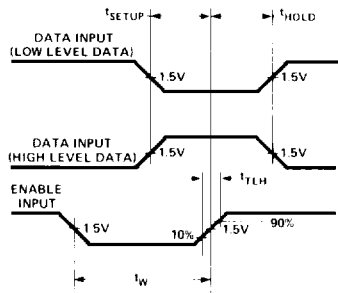 tSETUP
tHOLD
DATA INPUT
(LOW LEVEL DATA)
1.5V
1.5V
DATA INPUT
(HIGH LEVEL DATA)
1.5V
1.5V
tTLH
ENABLE
INPUT
1.5V
10%
1.5V
90%
tW